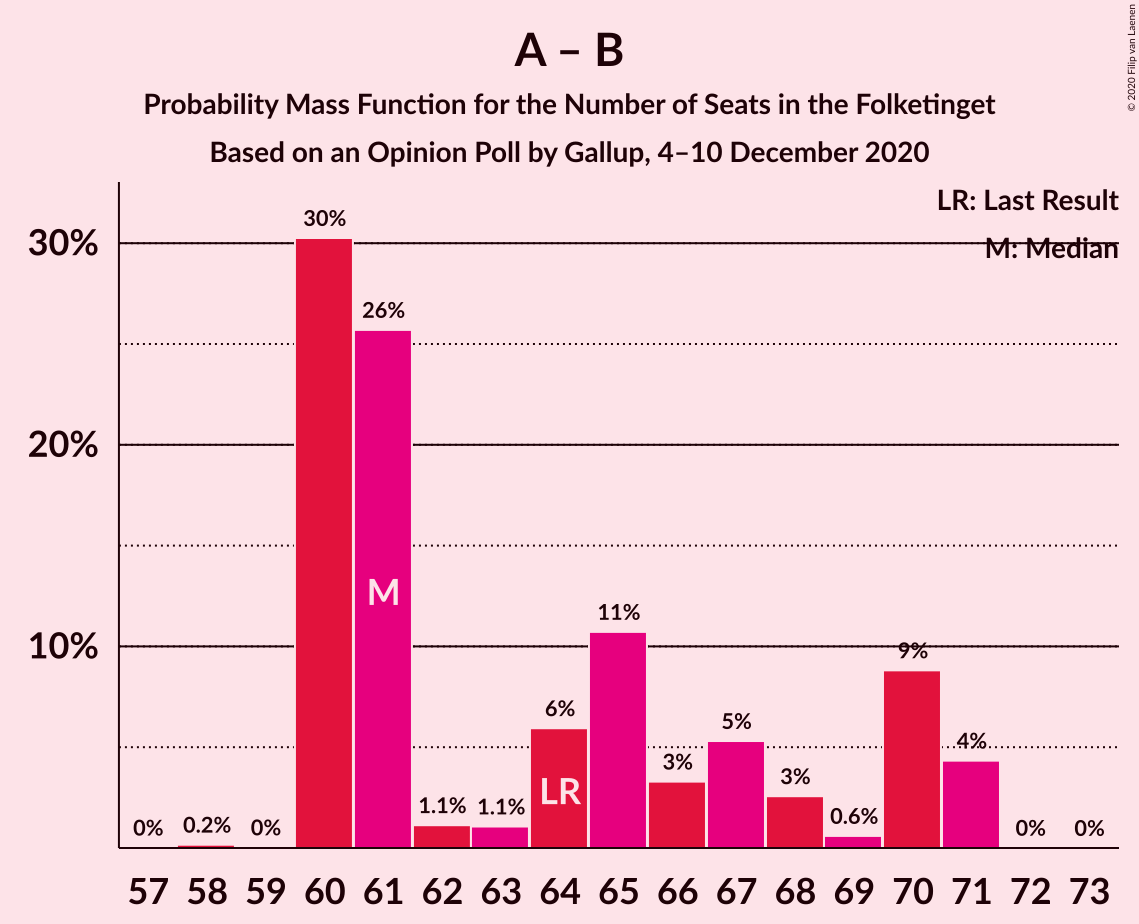 A – B
Probability Mass Function for the Number of Seats in the Folketinget
Based on an Opinion Poll by Gallup, 4–10 December 2020
© 2020 Filip van Laenen
LR: Last Result
M: Median
30%
20%
10%
0%
0.2%
0%
30%
26%
1.1%
1.1%
6%
11%
3%
5%
3%
0.6%
9%
4%
0%
0%
M
LR
57 58 59 60 61 62 63 64 65 66 67 68 69 70 71 72 73